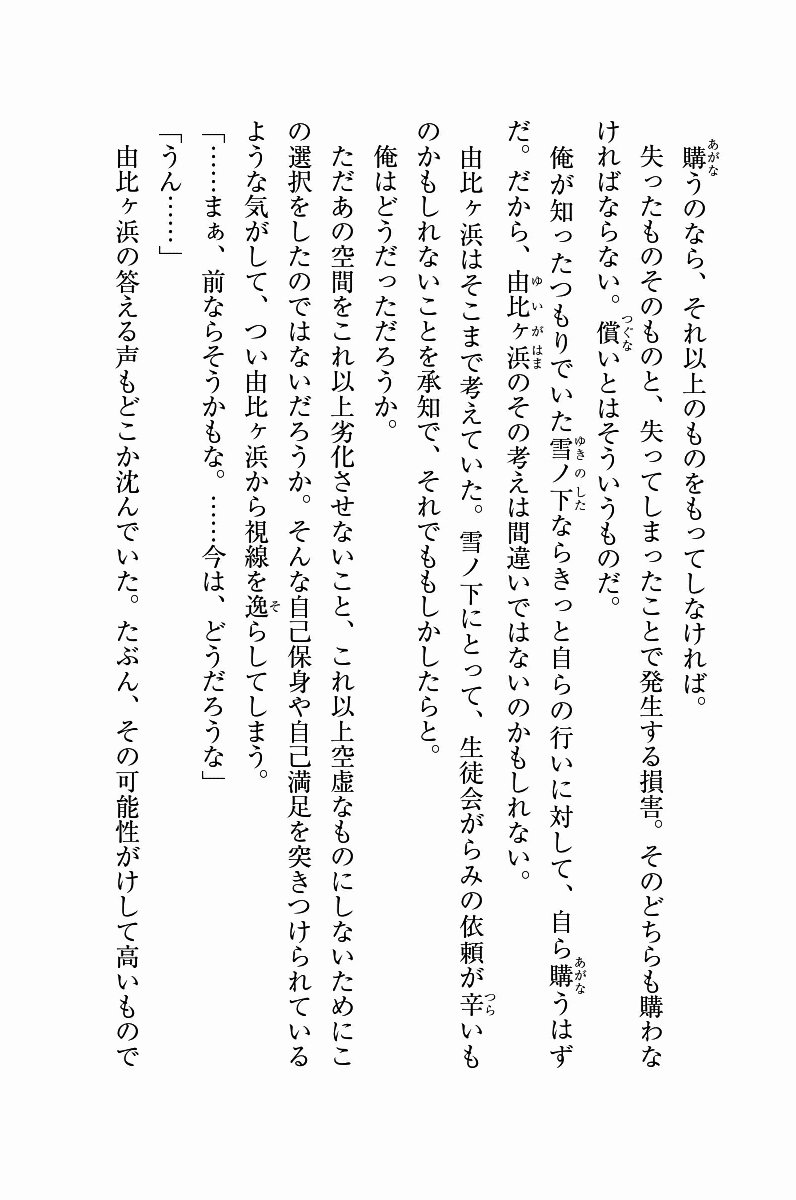 購うのなら、それ以上のものをもってしなければ。
失ったものそのものと、失ってしまったことで発生する損害。そのどちらも購わな
ければならない。償いとはそういうものだ。
俺が知ったつもりでいた雪ノ下ならきっと自らの行いに対して、自ら購うはず
だ。だから、由比ヶ浜のその考えは間違いではないのかもしれない。
由比ヶ浜はそこまで考えていた。雪ノ下にとって、生徒会がらみの依頼が辛いも
のかもしれないことを承知で、それでももしかしたらと。
俺はどうだっただろうか。
ただあの空間をこれ以上劣化させないこと、これ以上空虚なものにしないためにこ
の選択をしたのではないだろうか。そんな自己保身や自己満足を突きつけられている
ような気がして、つい由比ヶ浜から視線を逸らしてしまう。
「……まぁ、前ならそうかもな。……今は、どうだろうな」
「うん……」
由比ヶ浜の答える声もどこか沈んでいた。たぶん、その可能性がけして高いもので